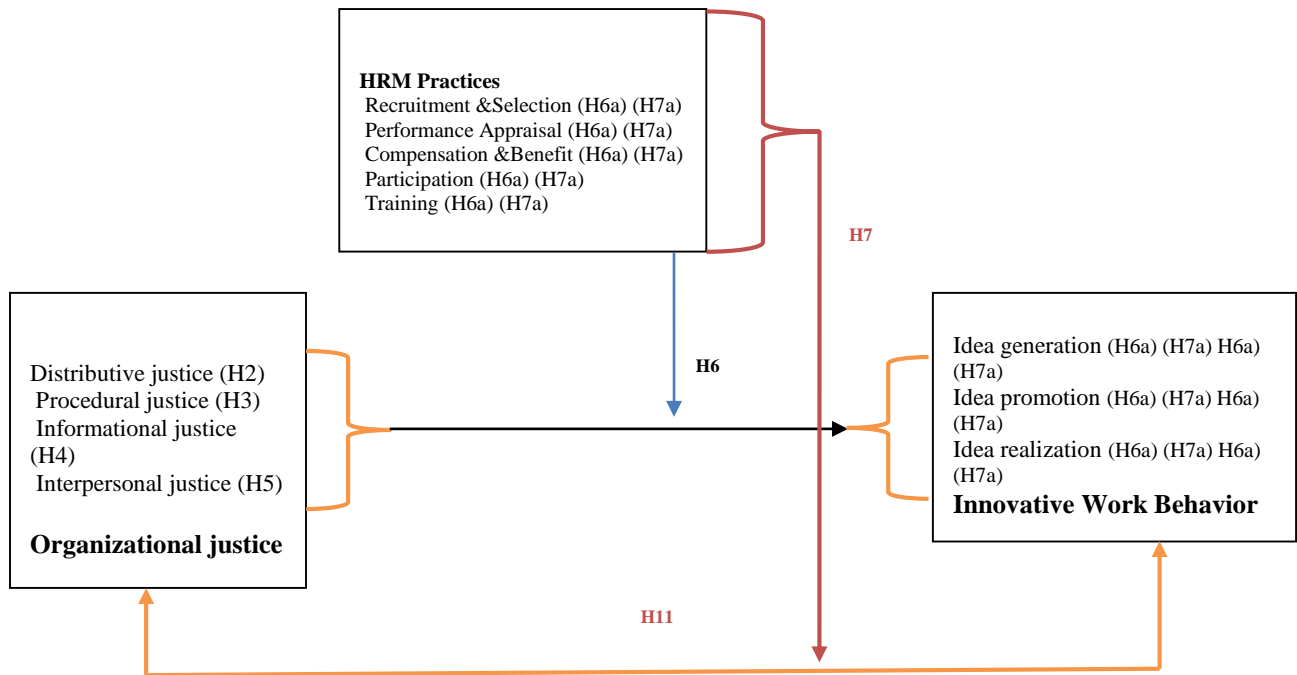 HRM Practices
Recruitment &Selection (H6a) (H7a)
Performance Appraisal (H6a) (H7a)
Compensation &Benefit (H6a) (H7a)
Participation (H6a) (H7a)
Training (H6a) (H7a)
H7
H6
Distributive justice (H2)
Procedural justice (H3)
Informational justice
(H4)
Interpersonal justice (H5)
Organizational justice
Idea generation (H6a) (H7a) H6a)
(H7a)
Idea promotion (H6a) (H7a) H6a)
(H7a)
Idea realization (H6a) (H7a) H6a)
(H7a)
Innovative Work Behavior
H11